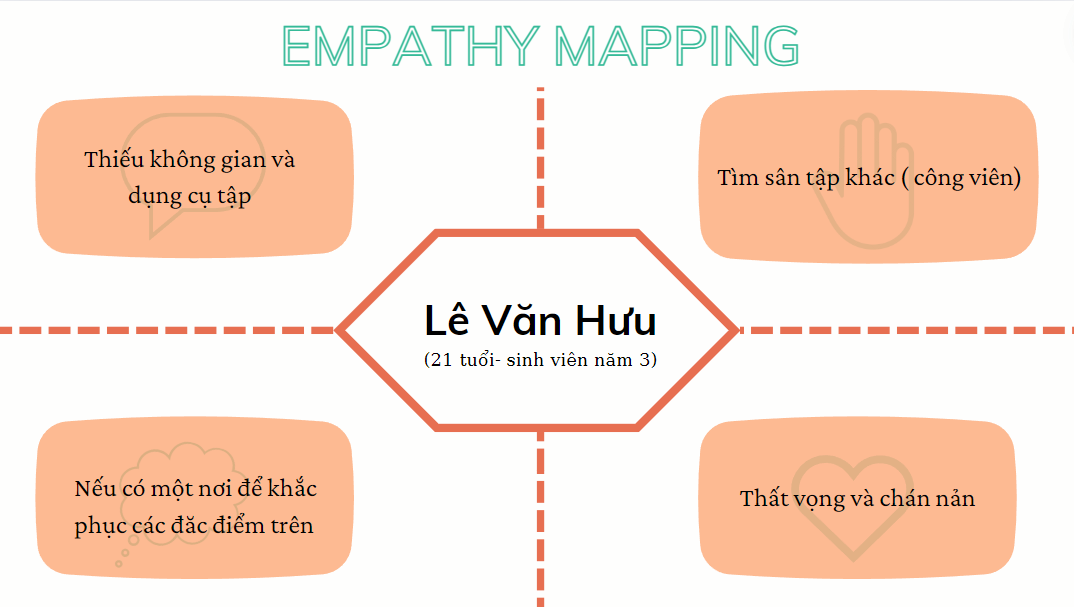 EMPATHY MAPPING
Thiếu không gian và
dụng cụ tập
Tìm sân tập khác ( công viên)
Lê Văn Hưu
(21 tuổi- sinh viên năm 3)
Nếu có một nơi để khắc
phục các đăc điểm trên
Thất vọng và chán nản